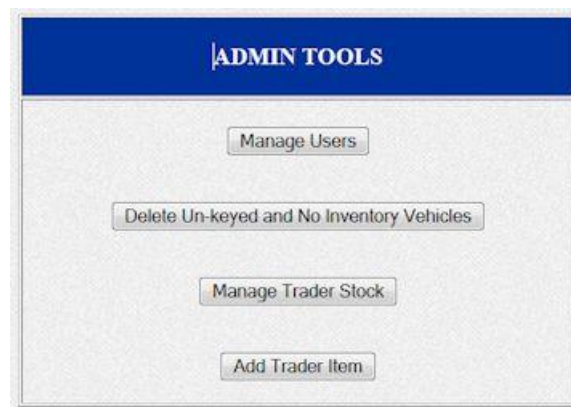 ADMIN TOOLS
Manage Users
Delete Un-keyed and No Inventory Vehicles
Manage Trader Stock
Add Trader Item